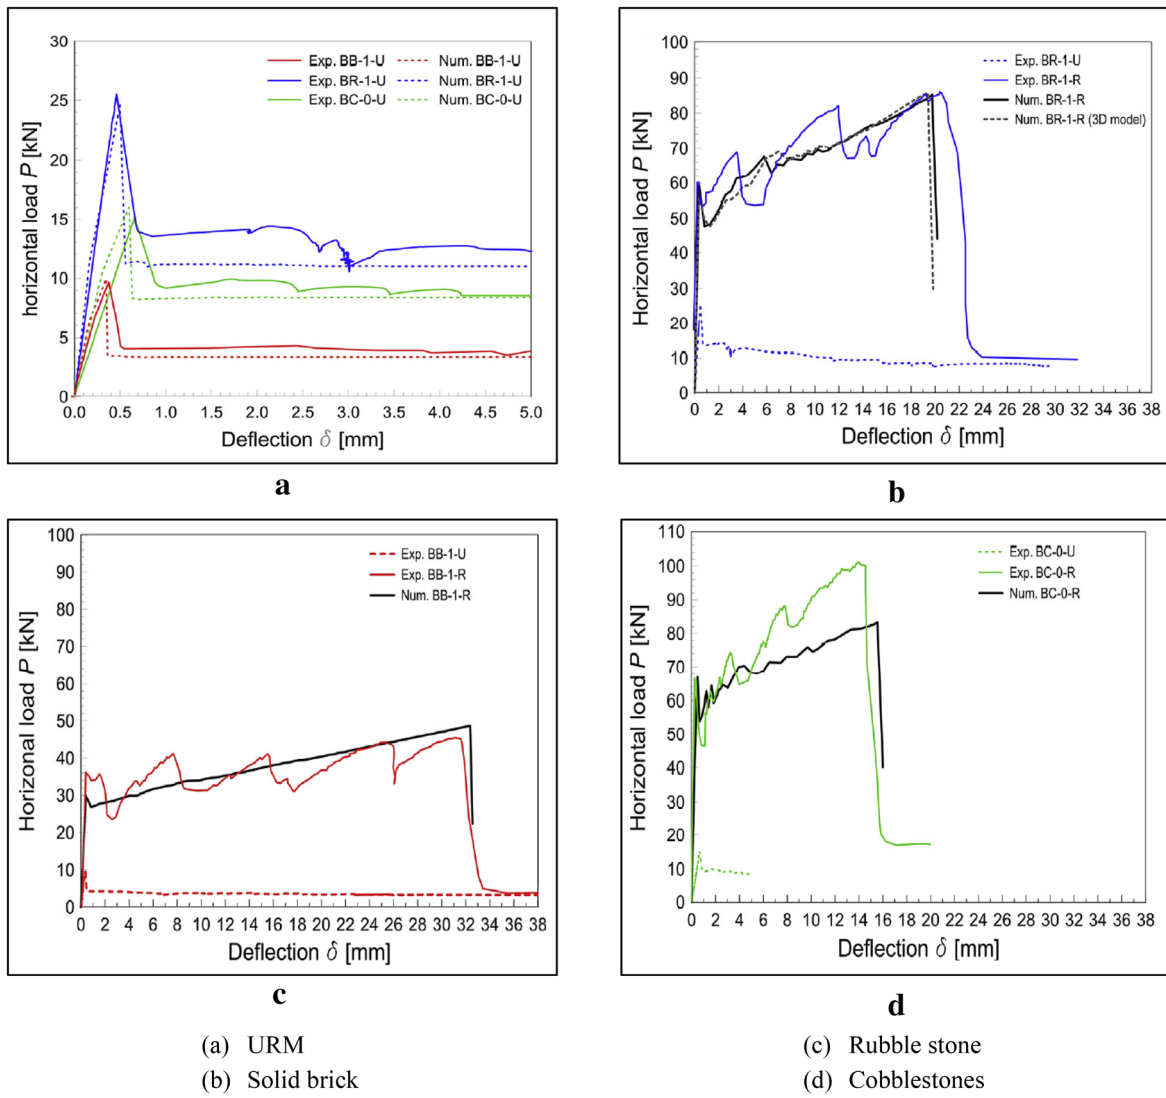 30
25
20
15
10
5
0
horizontal load P [kN]
Exp. BB-1-U Num. BB-1-U
Exp. BR-1-U Num. BR-1-U
Exp. BC-0-U Num. BC-0-U
0.0 0.5 1.0 1.5 2.0 2.5 3.0 3.5 4.0 4.5 5.0
Deflection δ [mm]
a
100
90
80
70
60
50
40
30
20
10
0
Horizontal load P [kN]
Exp. BR-1-U
Exp. BR-1-R
Num. BR-1-R
Num. BR-1-R (3D model)
0 2 4 6 8 10 12 14 16 18 20 22 24 26 28 30 32 34 36 38
Deflection δ [mm]
b
100
90
80
70
60
50
40
30
20
10
0
Horizonal load P [kN]
Exp. BB-1-U
Exp. BB-1-R
Num. BB-1-R
0 2 4 6 8 10 12 14 16 18 20 22 24 26 28 30 32 34 36 38
Deflection δ [mm]
c
110
100
90
80
70
60
50
40
30
20
10
0
Horizontal load P [kN]
Exp. BC-0-U
Exp. BC-0-R
Num. BC-0-R
0 2 4 6 8 10 12 14 16 18 20 22 24 26 28 30 32 34 36 38
Deflection δ [mm]
d
(a) URM
(b) Solid brick
(c) Rubble stone
(d) Cobblestones